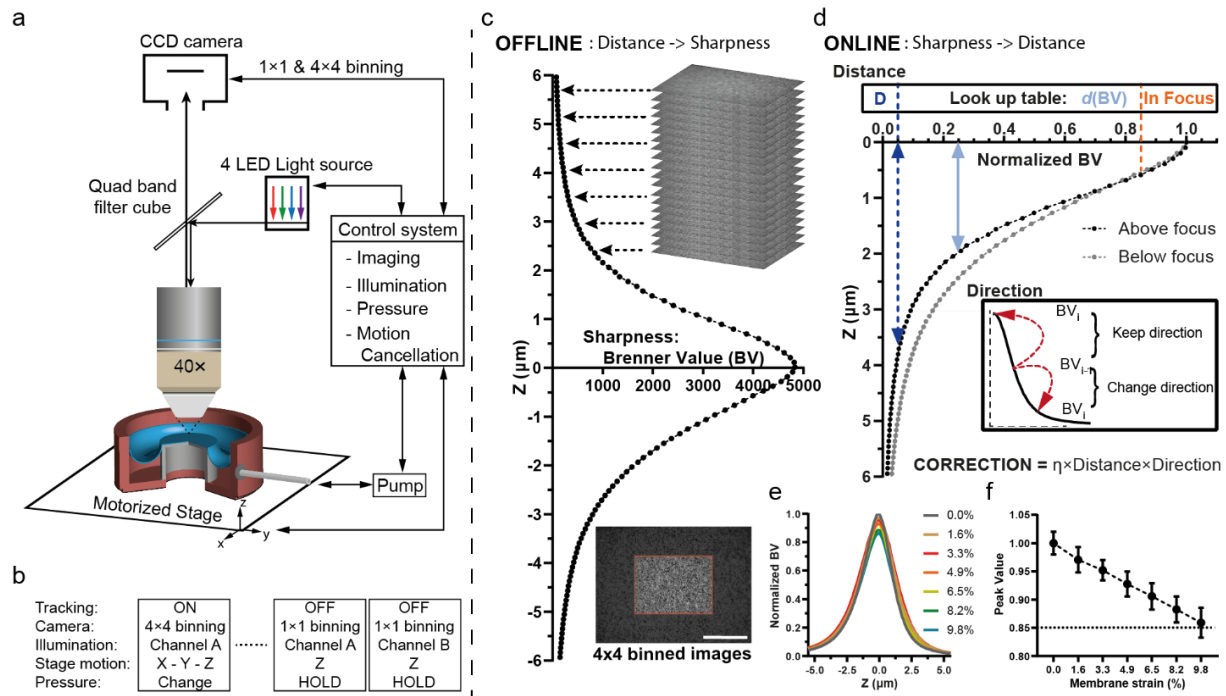 a
CCD camera
1×1 & 4×4 binning
4 LED Light source
Quad band
filter cube
Control system
- Imaging
- Illumination
- Pressure
- Motion
Cancellation
40×
Pump
Motorized Stage
z
y
x
b
Tracking: ON OFF OFF
Camera: 4×4 binning 1×1 binning 1×1 binning
Illumination: Channel A Channel A Channel B
Stage motion: X - Y - Z Z Z
Pressure: Change HOLD HOLD
c
OFFLINE : Distance -> Sharpness
6
5
4
3
2
1
0
-1
-2
-3
-4
-5
-6
Z (µm)
Sharpness:
Brenner Value (BV)
1000 2000 3000 4000 5000
4x4 binned images
d
ONLINE : Sharpness -> Distance
Distance
D Look up table: d(BV) In Focus
0.0 0.2 0.4 0.6 0.8 1.0
Normalized BV
0
1
2
3
4
5
6
Z (µm)
Above focus
Below focus
Direction
BVi
Keep direction
BVi-1
Change direction
BVi
CORRECTION = η×Distance×Direction
e
Normalized BV
1.0
0.8
0.6
0.4
0.2
0.0
-5.5 -2.5 0 2.5 5.5
Z (µm)
0.0%
1.6%
3.3%
4.9%
6.5%
8.2%
9.8%
f
Peak Value
1.05
1.00
0.95
0.90
0.85
0.80
0.0 1.6 3.3 4.9 6.5 8.2 9.8
Membrane strain (%)